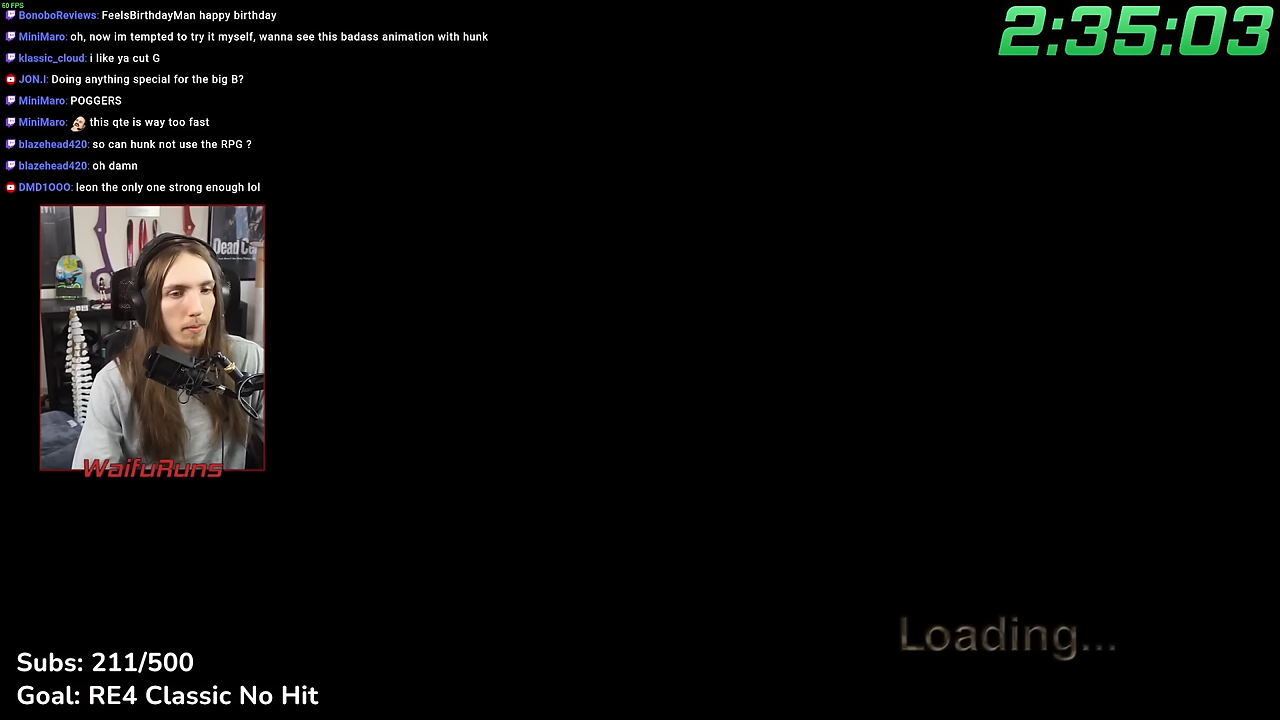 60 FPS
BonoboReviews: FeelsBirthdayMan happy birthday
MiniMaro: oh, now im tempted to try it myself, wanna see this badass animation with hunk
klassic_cloud: i like ya cut G
JON.I: Doing anything special for the big B?
MiniMaro: POGGERS
MiniMaro: this qte is way too fast
blazehead420: so can hunk not use the RPG ?
blazehead420: oh damn
DMD1OOO: leon the only one strong enough lol
2:35:03
Dead Ce
WaifuRuns
Loading...
Subs: 211/500
Goal: RE4 Classic No Hit